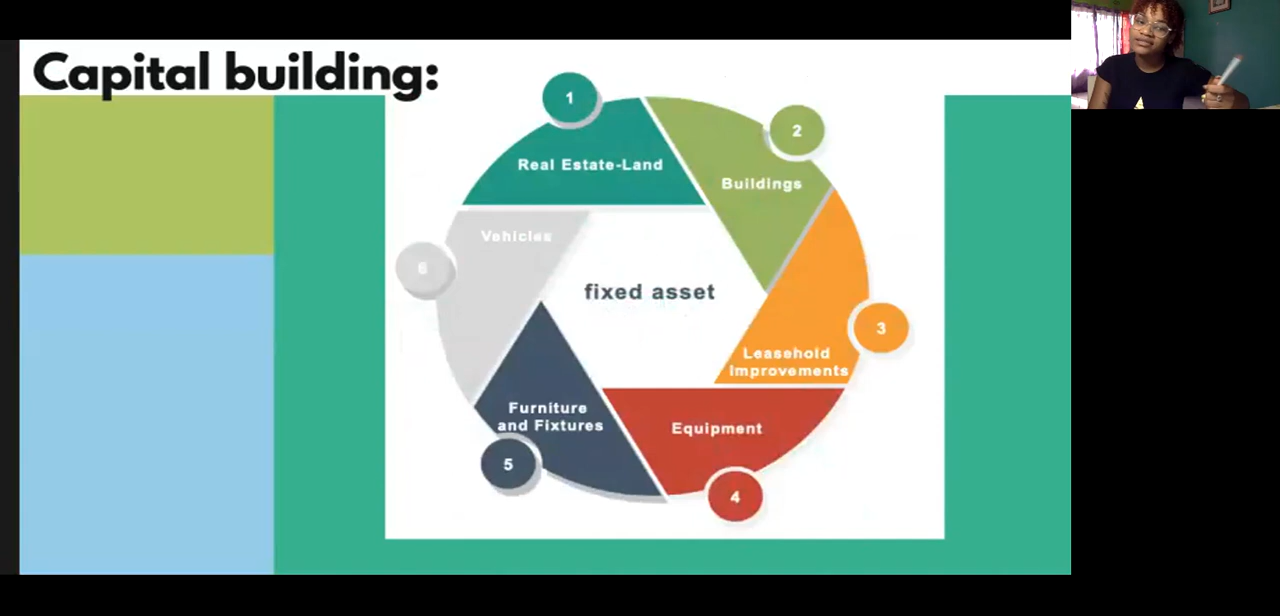 Capital building:
1
Real Estate-Land
2
Buildings
3
Leasehold
Improvements
4
Equipment
5
Furniture
and Fixtures
6
Vehicles
fixed asset